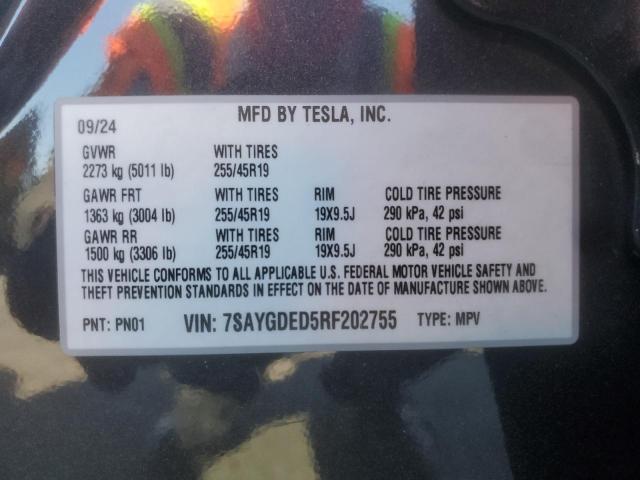 MFD BY TESLA, INC.
09/24
GVWR WITH TIRES
2273 kg (5011 lb) 255/45R19
GAWR FRT WITH TIRES RIM COLD TIRE PRESSURE
1363 kg (3004 lb) 255/45R19 19X9.5J 290 kPa, 42 psi
GAWR RR WITH TIRES RIM COLD TIRE PRESSURE
1500 kg (3306 lb) 255/45R19 19X9.5J 290 kPa, 42 psi
THIS VEHICLE CONFORMS TO ALL APPLICABLE U.S. FEDERAL MOTOR VEHICLE SAFETY AND
THEFT PREVENTION STANDARDS IN EFFECT ON THE DATE OF MANUFACTURE SHOWN ABOVE.
PNT: PN01 VIN: 7SAYGDED5RF202755 TYPE: MPV